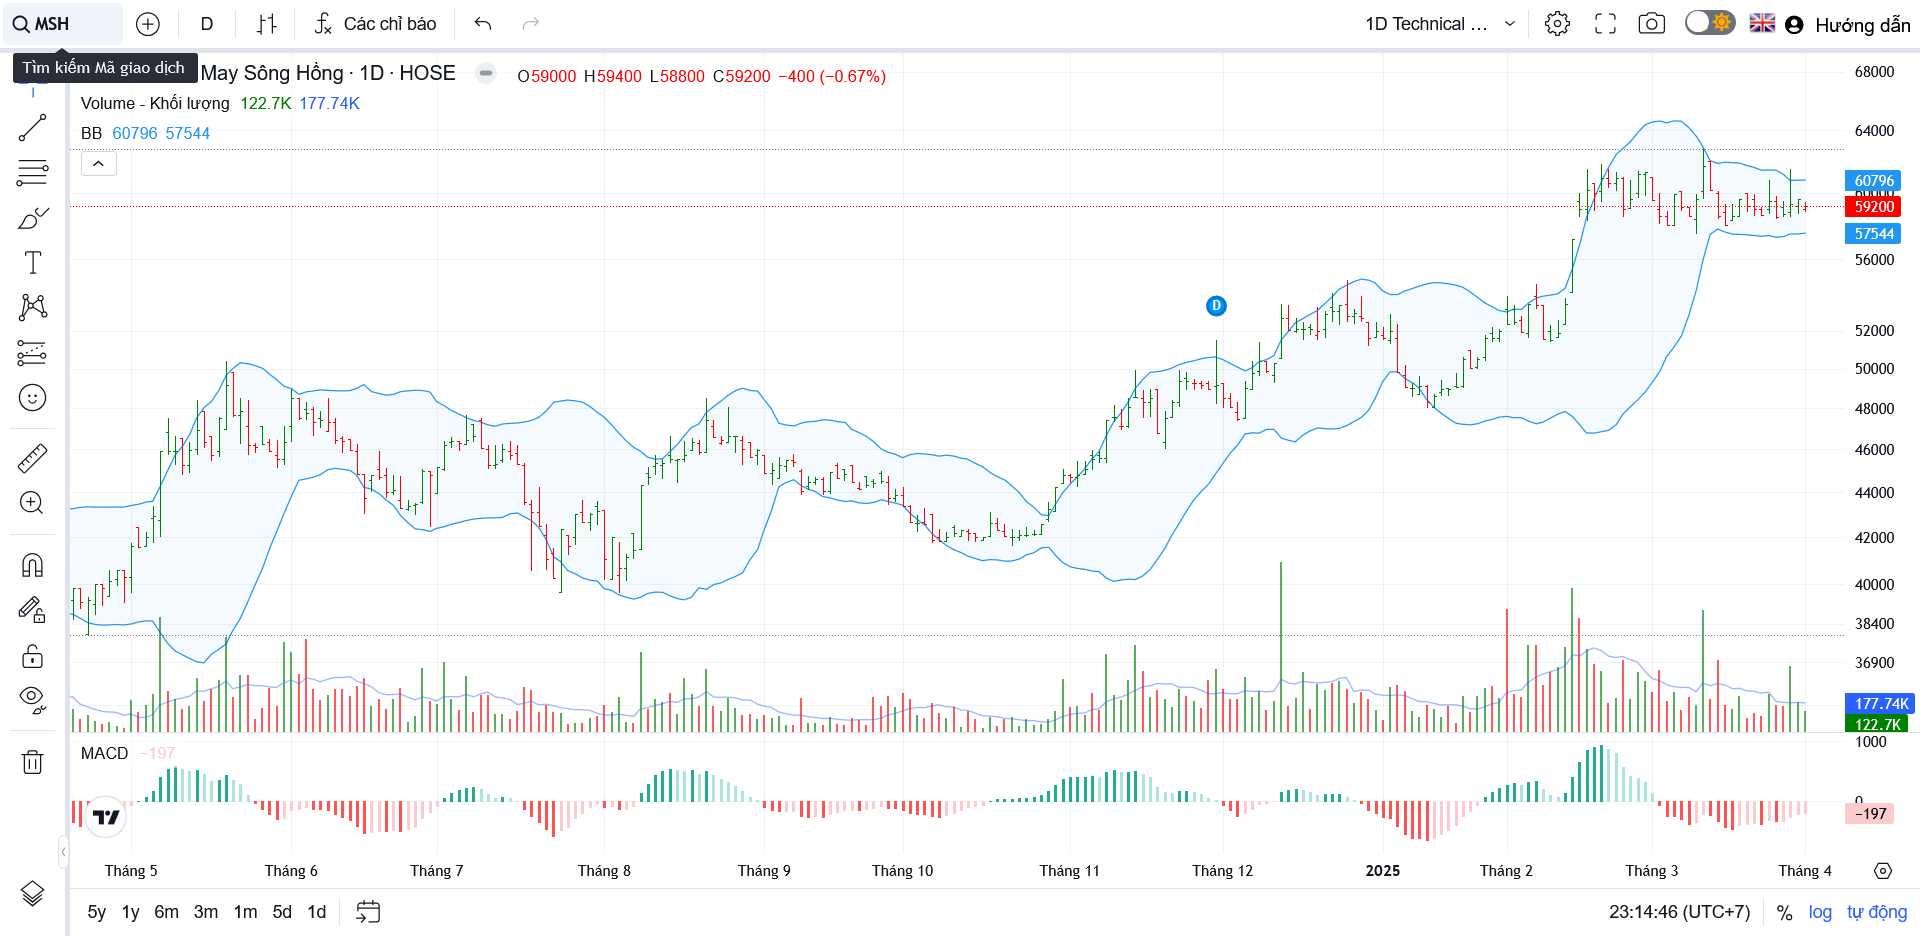 MSH D Các chỉ báo 1D Technical ... Hướng dẫn
Tìm kiếm Mã giao dịch May Sông Hồng · 1D · HOSE O59000 H59400 L58800 C59200 −400 (−0.67%)
Volume - Khối lượng 122.7K 177.74K
BB 60796 57544
D
68000
64000
60796
59200
57544
56000
52000
50000
48000
46000
44000
42000
40000
38400
36900
177.74K
122.7K
MACD −197
1000
0
−197
Tháng 5 Tháng 6 Tháng 7 Tháng 8 Tháng 9 Tháng 10 Tháng 11 Tháng 12 2025 Tháng 2 Tháng 3 Tháng 4
5y 1y 6m 3m 1m 5d 1d 23:14:46 (UTC+7) % log tự động